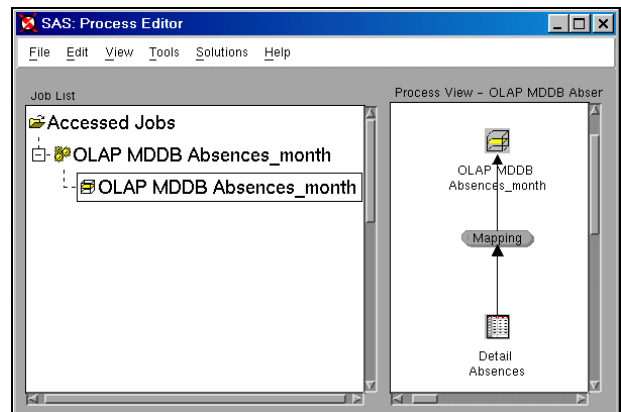 SAS: Process Editor
File Edit View Tools Solutions Help
Job List
Accessed Jobs
OLAP MDDB Absences_month
OLAP MDDB Absences_month
Process View - OLAP MDDB Abser
OLAP MDDB
Absences_month
Mapping
Detail
Absences